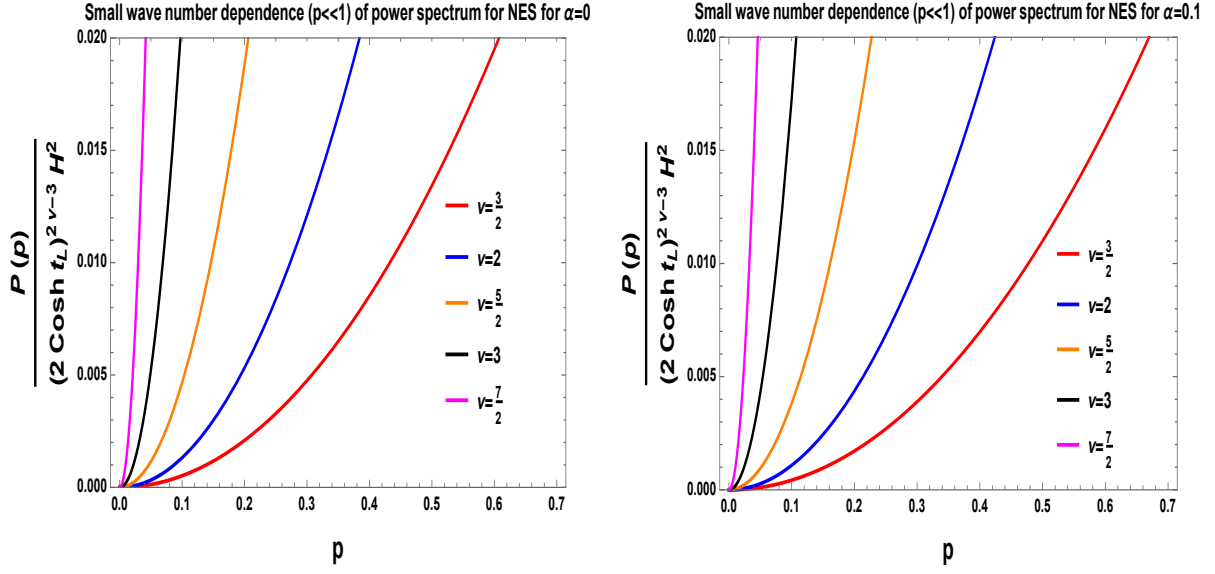 Small wave number dependence (p<<1) of power spectrum for NES for α=0
0.020
0.015
0.010
0.005
0.000
0.0 0.1 0.2 0.3 0.4 0.5 0.6 0.7
P (p)
(2 Cosh t_L)^{2 ν-3} H^2
p
ν=3/2
ν=2
ν=5/2
ν=3
ν=7/2
Small wave number dependence (p<<1) of power spectrum for NES for α=0.1
0.020
0.015
0.010
0.005
0.000
0.0 0.1 0.2 0.3 0.4 0.5 0.6 0.7
P (p)
(2 Cosh t_L)^{2 ν-3} H^2
p
ν=3/2
ν=2
ν=5/2
ν=3
ν=7/2